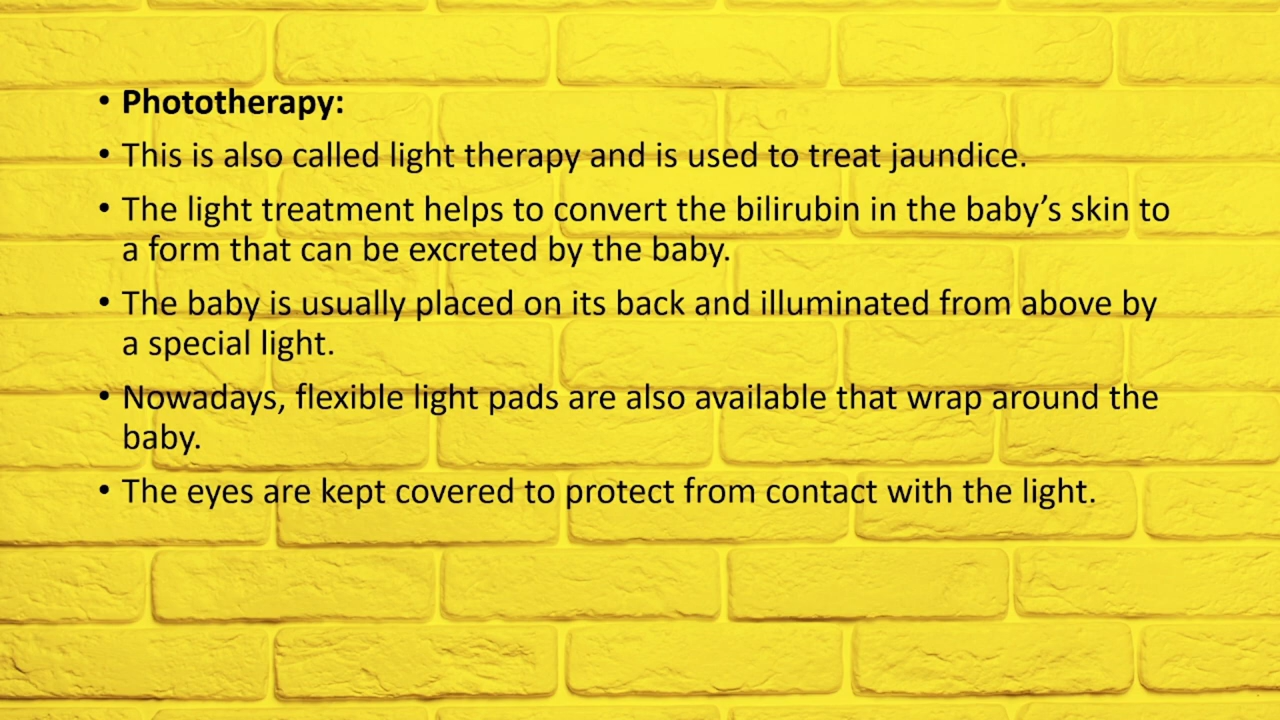 • Phototherapy:
• This is also called light therapy and is used to treat jaundice.
• The light treatment helps to convert the bilirubin in the baby’s skin to
a form that can be excreted by the baby.
• The baby is usually placed on its back and illuminated from above by
a special light.
• Nowadays, flexible light pads are also available that wrap around the
baby.
• The eyes are kept covered to protect from contact with the light.